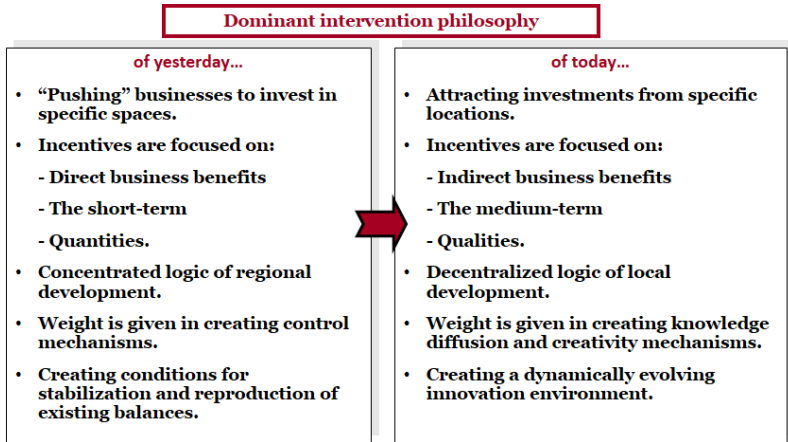 Dominant intervention philosophy
of yesterday...
• “Pushing” businesses to invest in
specific spaces.
• Incentives are focused on:
- Direct business benefits
- The short-term
- Quantities.
• Concentrated logic of regional
development.
• Weight is given in creating control
mechanisms.
• Creating conditions for
stabilization and reproduction of
existing balances.
of today...
• Attracting investments from specific
locations.
• Incentives are focused on:
- Indirect business benefits
- The medium-term
- Qualities.
• Decentralized logic of local
development.
• Weight is given in creating knowledge
diffusion and creativity mechanisms.
• Creating a dynamically evolving
innovation environment.